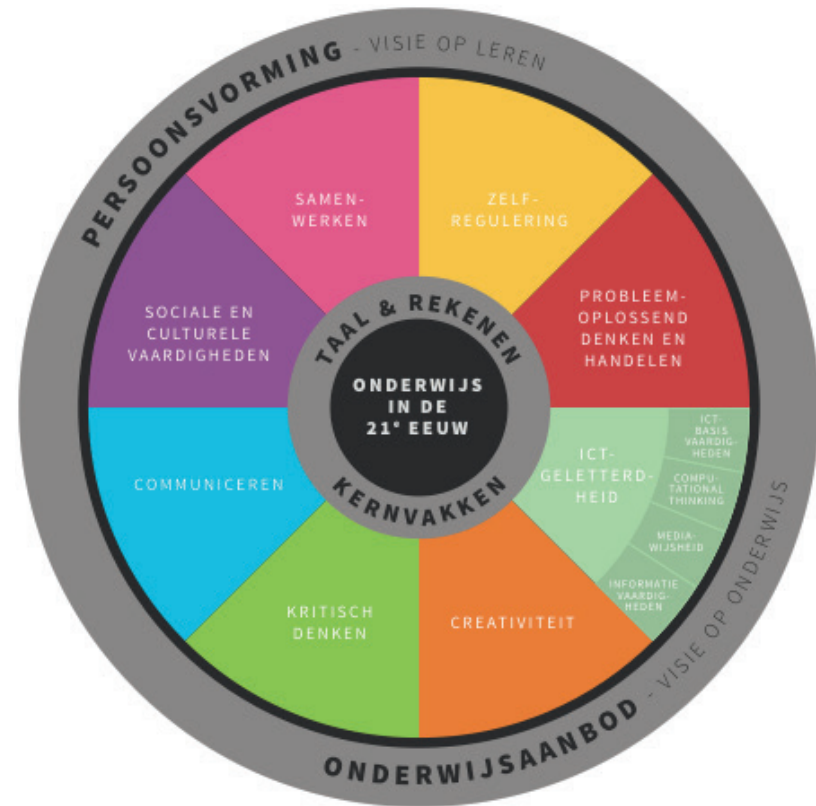 PERSOONSVORMING - VISIE OP LEREN
SAMEN-
WERKEN
ZELF-
REGULERING
SOCIALE EN
CULTURELE
VAARDIGHEDEN
PROBLEEM-
OPLOSSEND
DENKEN EN
HANDELEN
TAAL & REKENEN
ONDERWIJS
IN DE
21e EEUW
KERNVAKKEN
COMMUNICEREN
ICT-
GELETTERD-
HEID
ICT-
BASIS
VAARDIG-
HEDEN
COMPU-
TATIONAL
THINKING
MEDIA-
WIJSHEID
INFORMATIE
VAARDIG-
HEDEN
KRITISCH
DENKEN
CREATIVITEIT
ONDERWIJSAANBOD - VISIE OP ONDERWIJS